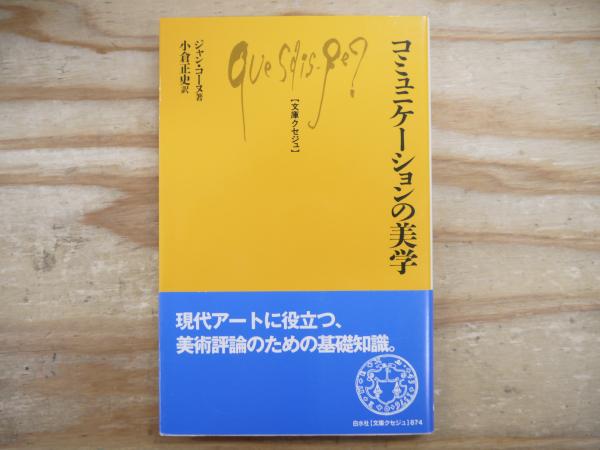 コミュニケーションの美学
Que sais-je?
【文庫クセジュ】
ジャン・コーヌ著
小倉正史訳
現代アートに役立つ、
美術評論のための基礎知識。
白水社【文庫クセジュ】874